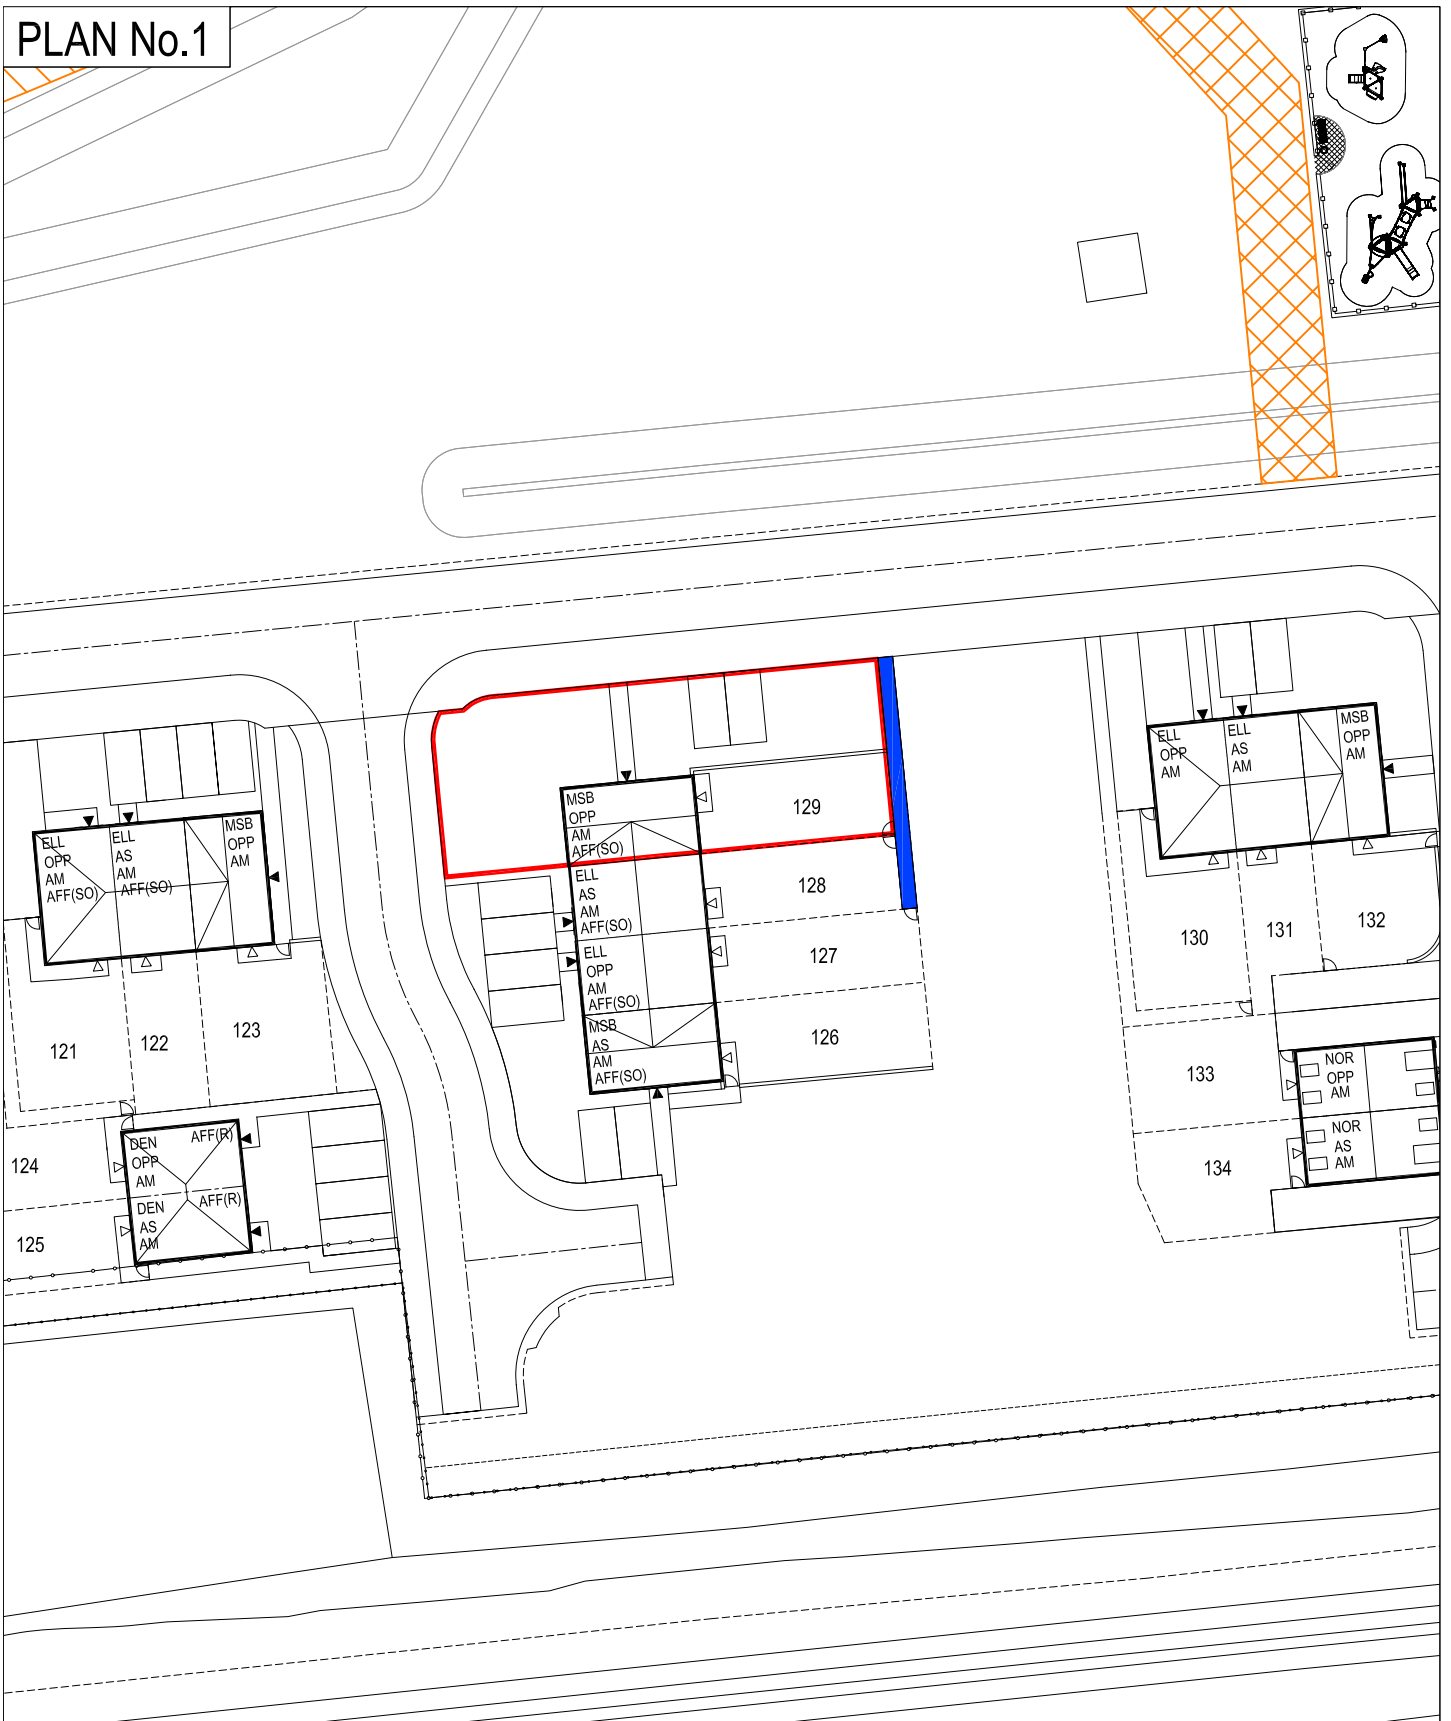 PLAN No.1
MSB
OPP
AM
AFF(SO)
129
ELL
AS
AM
AFF(SO)
128
ELL
OPP
AM
AFF(SO)
127
MSB
AS
AM
AFF(SO)
126
ELL
OPP
AM
AFF(SO)
ELL
AS
AM
AFF(SO)
MSB
OPP
AM
121
122
123
DEN
OPP
AM
AFF(R)
124
DEN
AS
AM
AFF(R)
125
ELL
OPP
AM
ELL
AS
AM
MSB
OPP
AM
130
131
132
NOR
OPP
AM
133
NOR
AS
AM
134